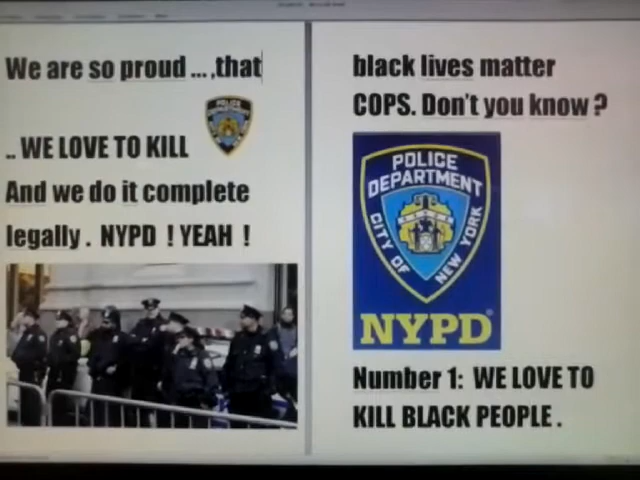 We are so proud ... ,that
.. WE LOVE TO KILL
And we do it complete
legally . NYPD ! YEAH !
black lives matter
COPS. Don't you know ?
POLICE
DEPARTMENT
CITY OF
NEW YORK
NYPD®
Number 1: WE LOVE TO
KILL BLACK PEOPLE .